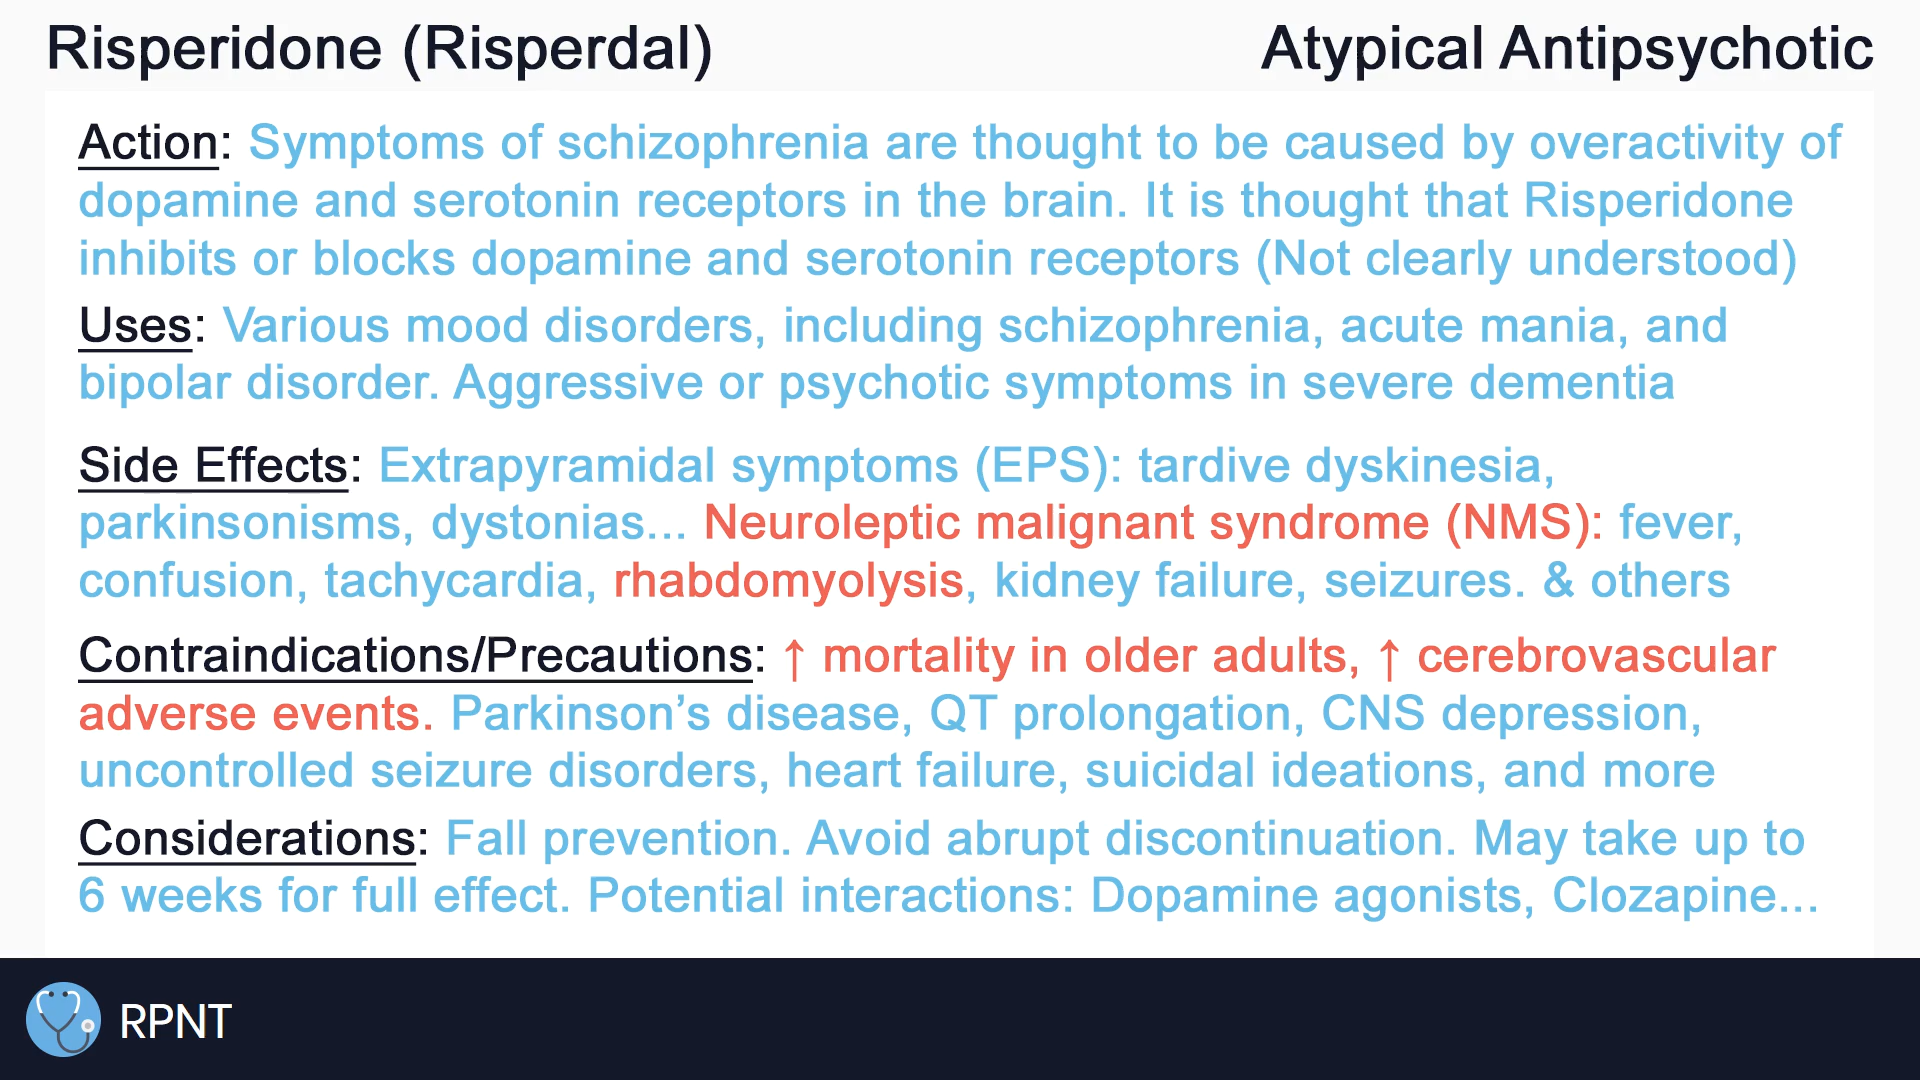 Risperidone (Risperdal)
Atypical Antipsychotic
Action: Symptoms of schizophrenia are thought to be caused by overactivity of
dopamine and serotonin receptors in the brain. It is thought that Risperidone
inhibits or blocks dopamine and serotonin receptors (Not clearly understood)
Uses: Various mood disorders, including schizophrenia, acute mania, and
bipolar disorder. Aggressive or psychotic symptoms in severe dementia
Side Effects: Extrapyramidal symptoms (EPS): tardive dyskinesia,
parkinsonisms, dystonias... Neuroleptic malignant syndrome (NMS): fever,
confusion, tachycardia, rhabdomyolysis, kidney failure, seizures. & others
Contraindications/Precautions: ↑ mortality in older adults, ↑ cerebrovascular
adverse events. Parkinson’s disease, QT prolongation, CNS depression,
uncontrolled seizure disorders, heart failure, suicidal ideations, and more
Considerations: Fall prevention. Avoid abrupt discontinuation. May take up to
6 weeks for full effect. Potential interactions: Dopamine agonists, Clozapine...
RPNT